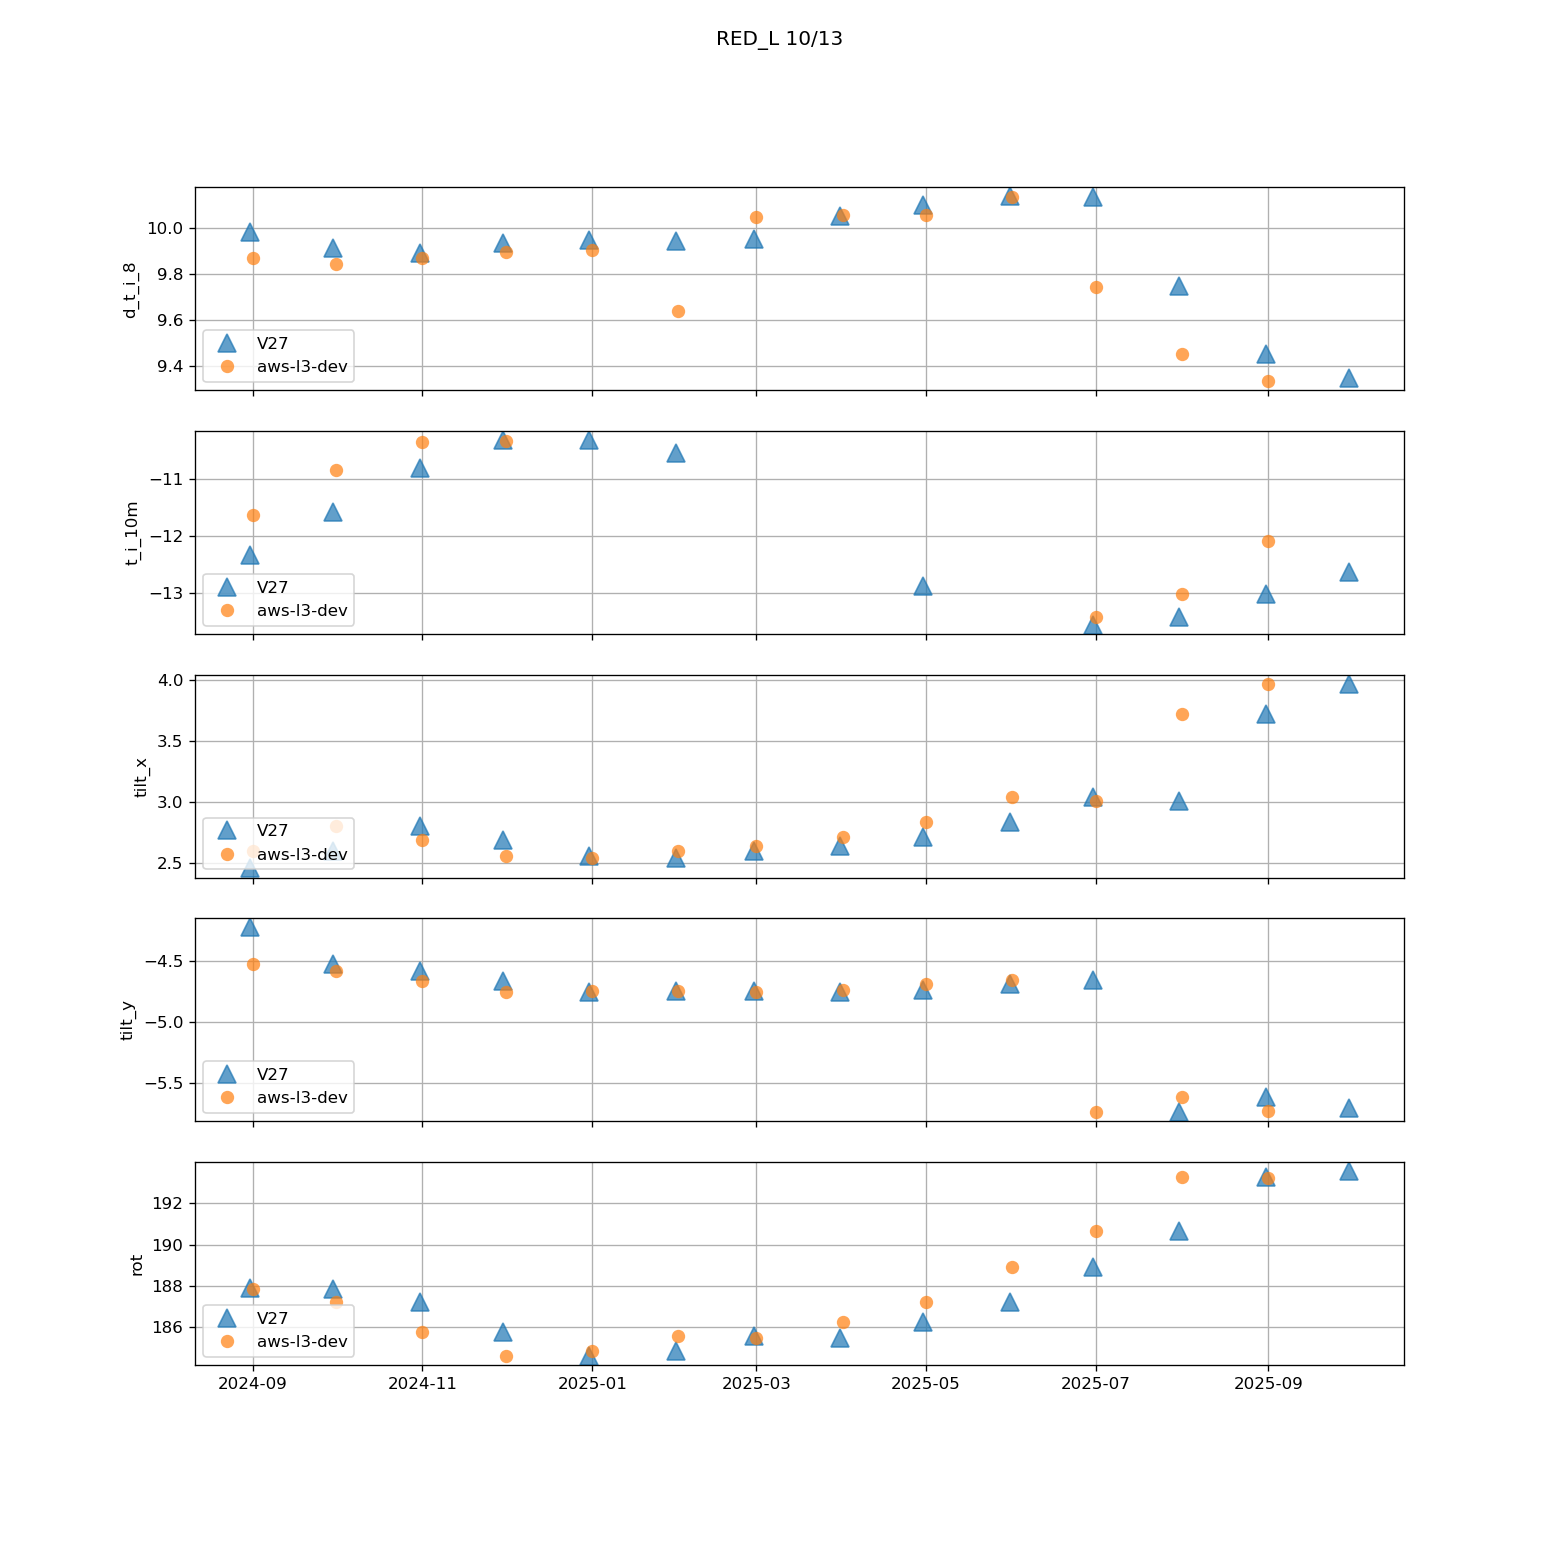 RED_L 10/13
10.0
9.8
9.6
9.4
d_t_i_8
V27
aws-l3-dev
−11
−12
−13
t_i_10m
V27
aws-l3-dev
4.0
3.5
3.0
2.5
tilt_x
V27
aws-l3-dev
−4.5
−5.0
−5.5
tilt_y
V27
aws-l3-dev
192
190
188
186
rot
V27
aws-l3-dev
2024-09 2024-11 2025-01 2025-03 2025-05 2025-07 2025-09